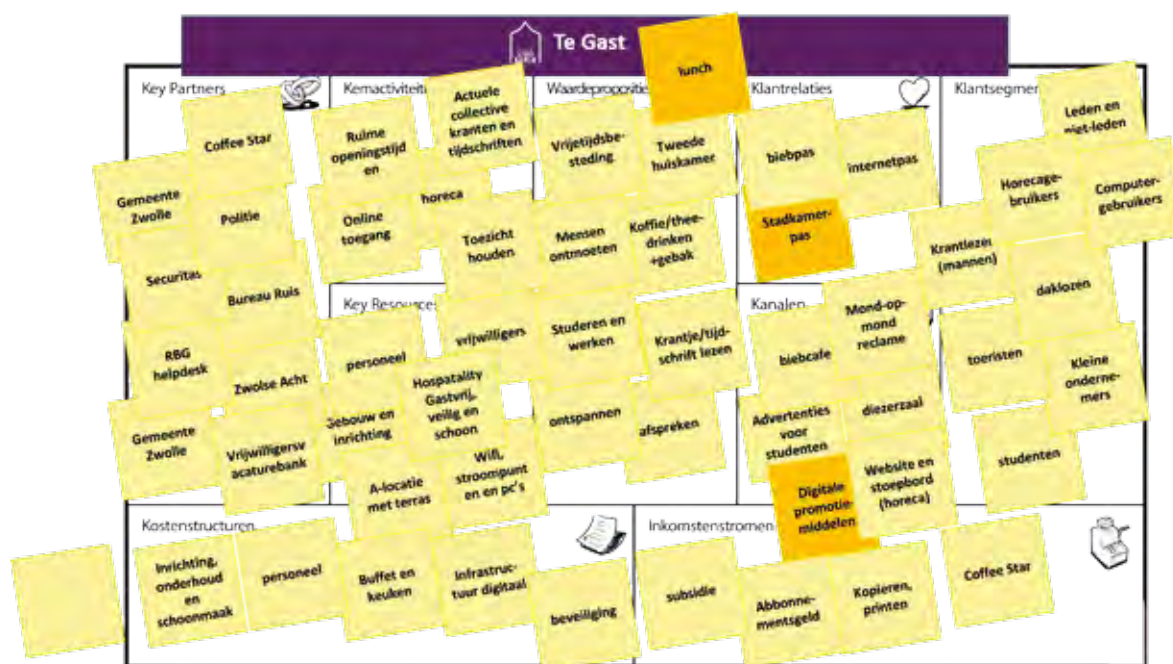 Te Gast
lunch
Key Partners
Coffee Star
Gemeente
Zwolle
Politie
Securitas
Bureau Ruis
RBG
helpdesk
Zwolse Acht
Gemeente
Zwolle
Vrijwilligersv
acaturebank
Kernactiviteit
Ruime
openingstijd
en
Actuele
collective
kranten en
tijdschriften
Online
toegang
horeca
Toezicht
houden
Key Resources
personeel
vrijwilligers
Hospatality
Gastvrij,
veilig en
schoon
Gebouw en
inrichting
A-locatie
met terras
Wifi,
stroompunt
en en pc's
Waardepropositie
Vrijetijdsbe-
steding
Tweede
huiskamer
Mensen
ontmoeten
Koffie/thee
drinken
+gebak
Studeren en
werken
Krantje/tijd-
schrift lezen
ontspannen
afspreken
Klantrelaties
biebpas
internetpas
Stadkamer-
pas
Kanalen
biebcafe
Mond-op-
mond
reclame
Advertenties
voor
studenten
diezerzaal
Digitale
promotie-
middelen
Website en
stoepbord
(horeca)
Klantsegmen
Leden en
niet-leden
Horecage-
bruikers
Computer-
gebruikers
Krantlezer
(mannen)
daklozen
toeristen
Kleine
onderne-
mers
studenten
Kostenstructuren
Inrichting,
onderhoud
en
schoonmaak
personeel
Buffet en
keuken
Infrastruc-
tuur digitaal
beveiliging
Inkomstenstromen
subsidie
Abbonne-
mentsgeld
Kopieren,
printen
Coffee Star